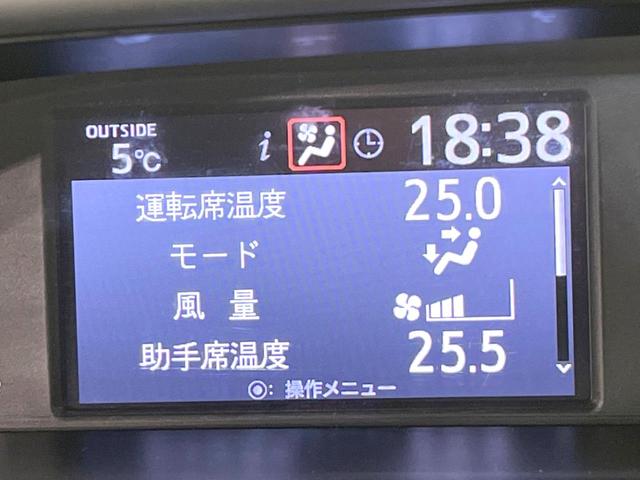 OUTSIDE
5℃
i
18:38
運転席温度 25.0
モード
風量
助手席温度 25.5
◉: 操作メニュー